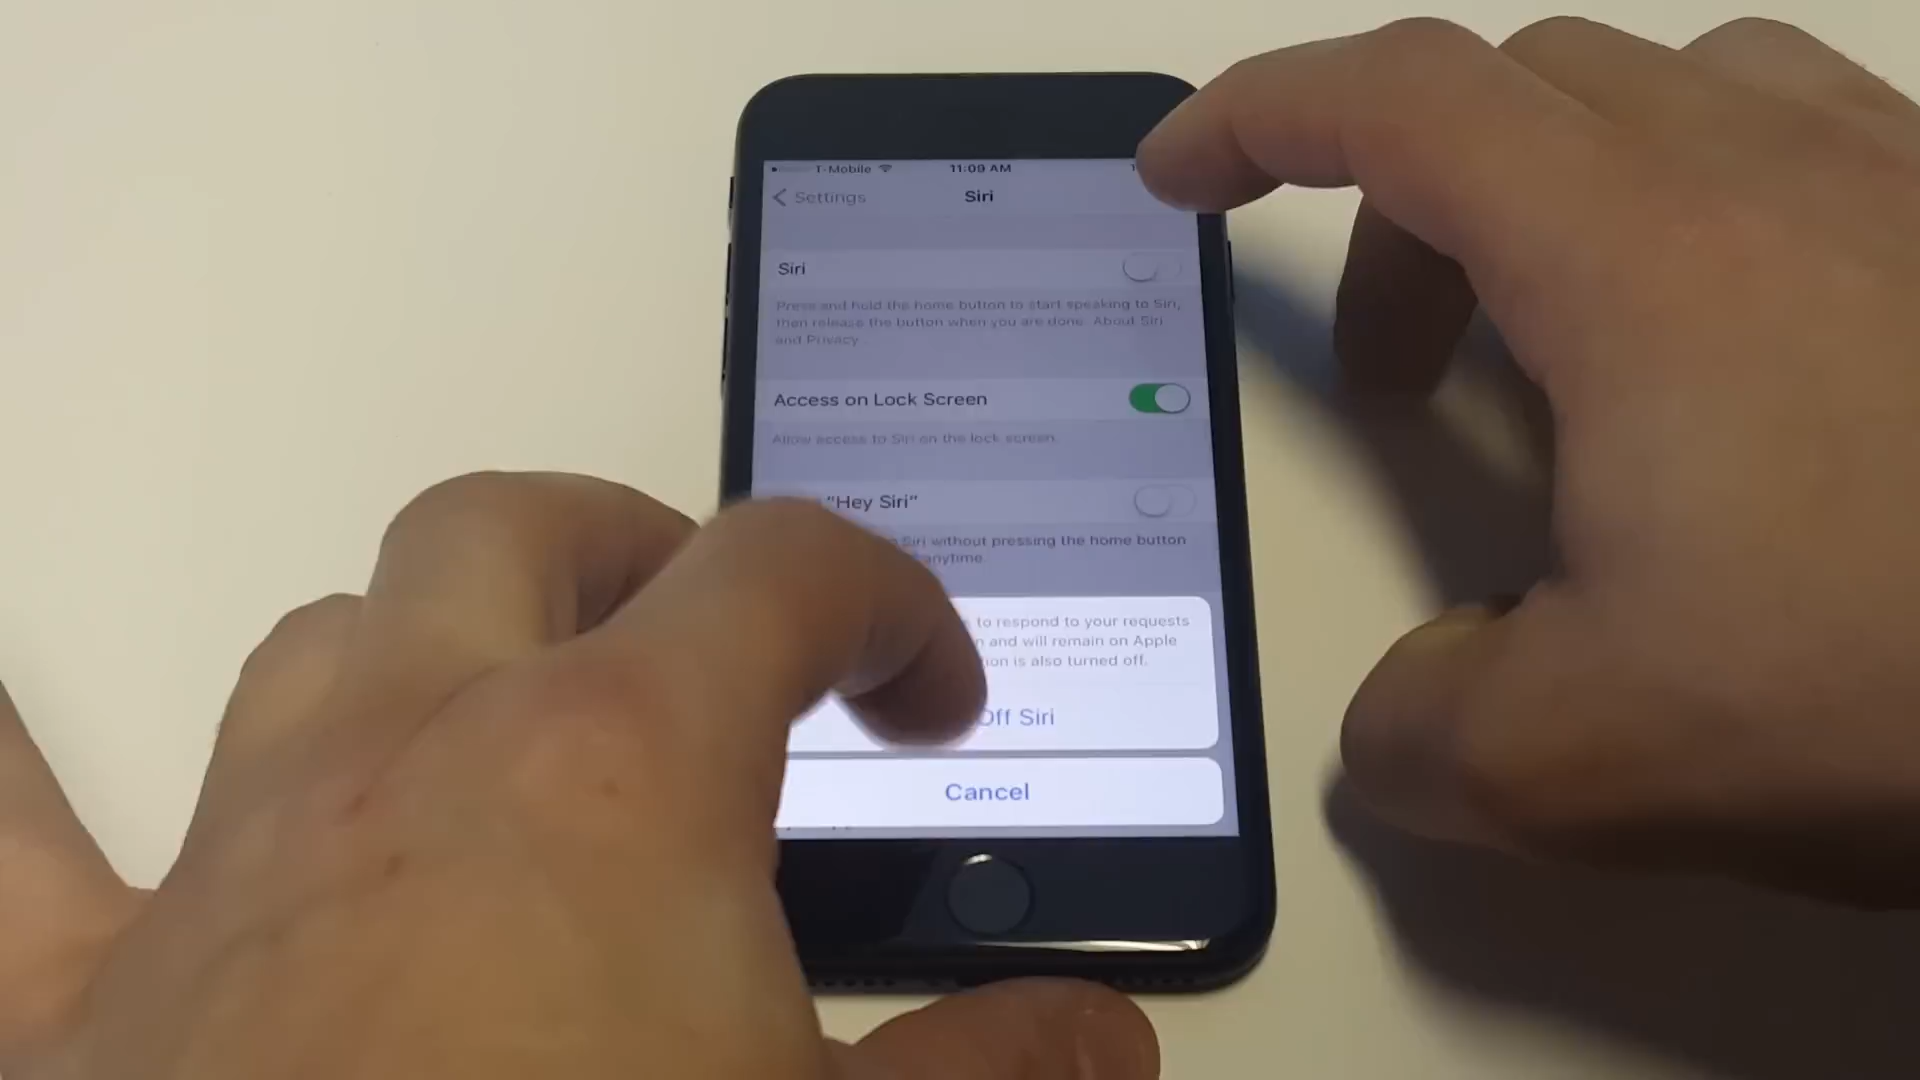 T-Mobile 11:09 AM
Settings Siri
Siri
Press and hold the home button to start speaking to Siri,
then release the button when you are done. About Siri
and Privacy...
Access on Lock Screen
Allow access to Siri on the lock screen.
"Hey Siri"
Siri without pressing the home button
anytime.
to respond to your requests
and will remain on Apple
is also turned off.
Off Siri
Cancel